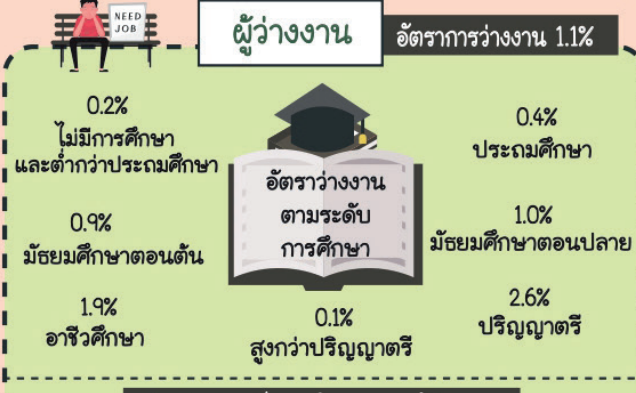 NEED
JOB
ผู้ว่างงาน
อัตราการว่างงาน 1.1%
0.2%
ไม่มีการศึกษา
และต่ำกว่าประถมศึกษา
0.4%
ประถมศึกษา
อัตราว่างงาน
ตามระดับ
การศึกษา
0.9%
มัธยมศึกษาตอนต้น
1.0%
มัธยมศึกษาตอนปลาย
1.9%
อาชีวศึกษา
0.1%
สูงกว่าปริญญาตรี
2.6%
ปริญญาตรี